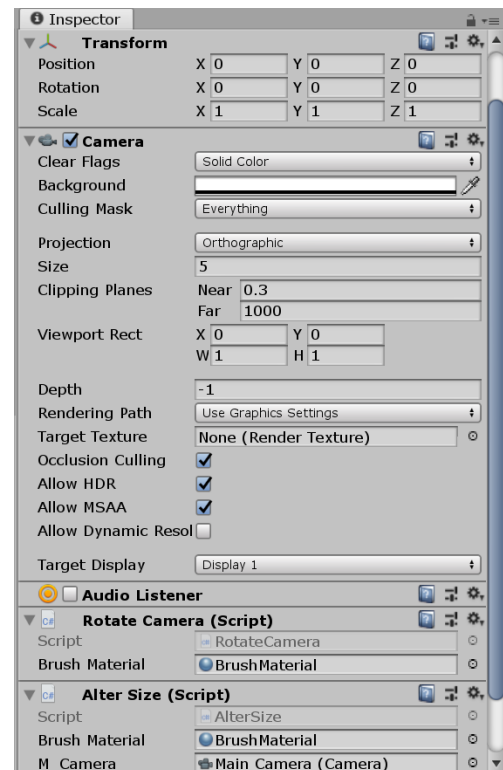 Inspector
Transform
Position X 0 Y 0 Z 0
Rotation X 0 Y 0 Z 0
Scale X 1 Y 1 Z 1
Camera
Clear Flags Solid Color
Background
Culling Mask Everything
Projection Orthographic
Size 5
Clipping Planes Near 0.3
Far 1000
Viewport Rect X 0 Y 0
W 1 H 1
Depth -1
Rendering Path Use Graphics Settings
Target Texture None (Render Texture)
Occlusion Culling
Allow HDR
Allow MSAA
Allow Dynamic Resol
Target Display Display 1
Audio Listener
C# Rotate Camera (Script)
Script RotateCamera
Brush Material BrushMaterial
C# Alter Size (Script)
Script AlterSize
Brush Material BrushMaterial
M Camera Main Camera (Camera)